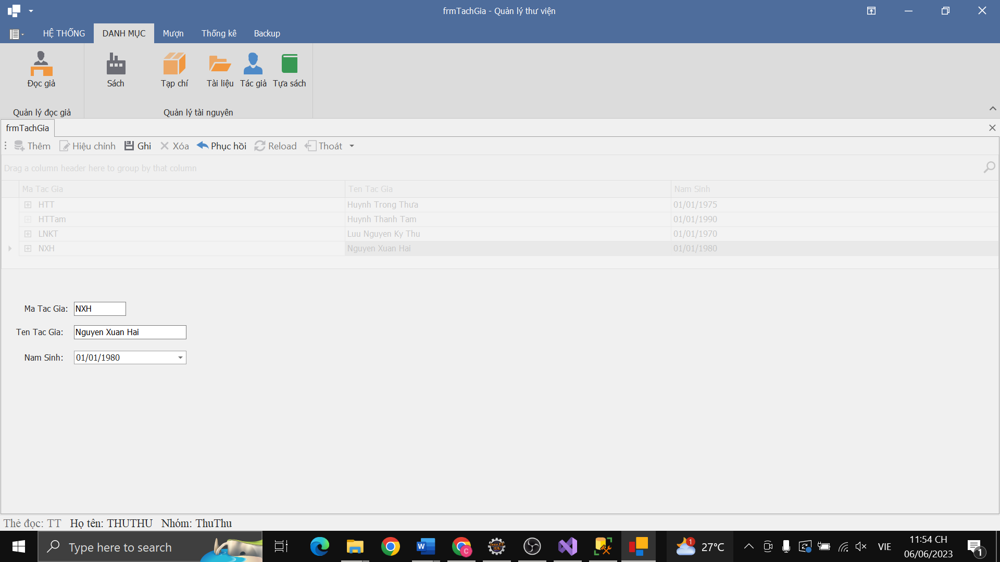 frmTachGia - Quản lý thư viện
HỆ THỐNG DANH MỤC Mượn Thống kê Backup
Đọc giả Sách Tạp chí Tài liệu Tác giả Tựa sách
Quản lý đọc giả Quản lý tài nguyên
frmTachGia
Thêm Hiệu chỉnh Ghi Xóa Phục hồi Reload Thoát
Drag a column header here to group by that column
Ma Tac Gia Ten Tac Gia Nam Sinh
HTT Huynh Trong Thưa 01/01/1975
HTTam Huynh Thanh Tam 01/01/1990
LNKT Luu Nguyen Ky Thu 01/01/1970
NXH Nguyen Xuan Hai 01/01/1980
Ma Tac Gia: NXH
Ten Tac Gia: Nguyen Xuan Hai
Nam Sinh: 01/01/1980
Thẻ đọc: TT Họ tên: THUTHU Nhóm: ThuThu
Type here to search
1 27°C VIE
11:54 CH
06/06/2023
1